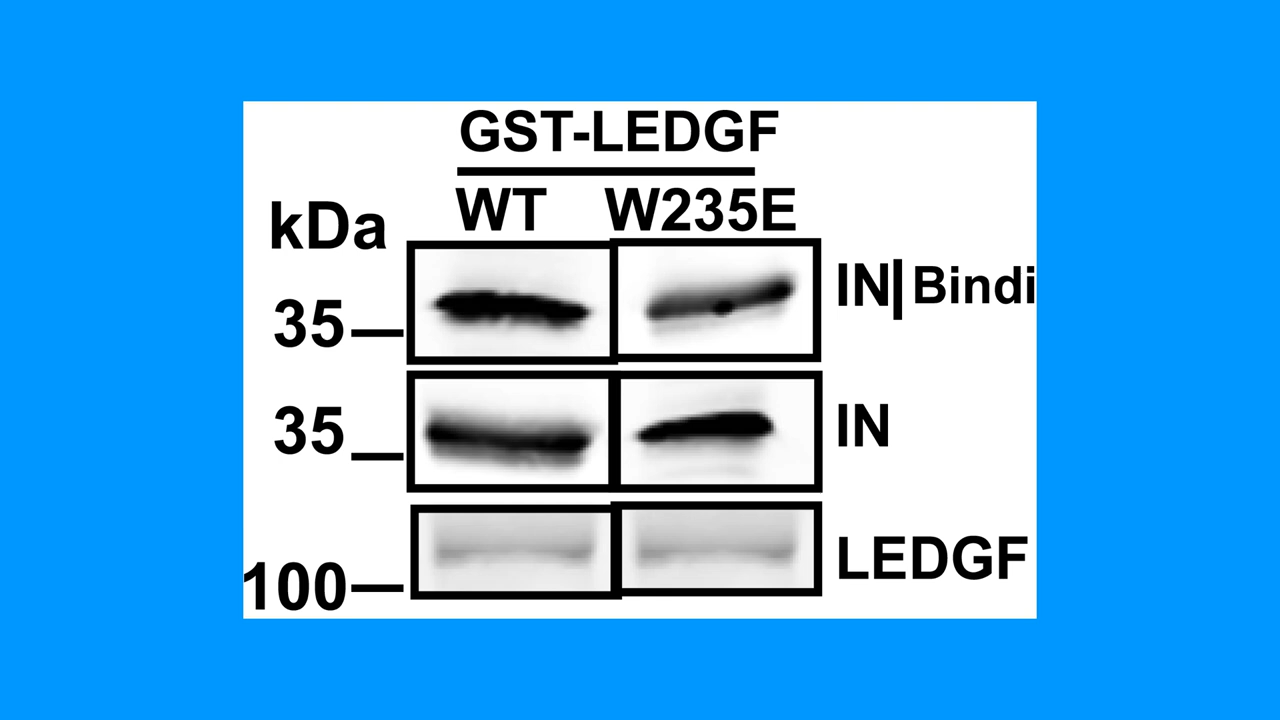 GST-LEDGF
WT W235E
kDa
35 IN| Bindi
35 IN
100 LEDGF